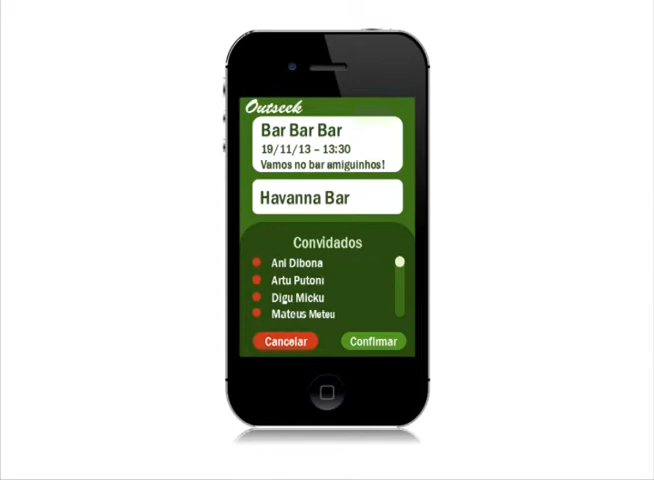 Outseek
Bar Bar Bar
19/11/13 – 13:30
Vamos no bar amiguinhos!
Havanna Bar
Convidados
Ani Dibona
Artu Putoni
Digu Micku
Mateus Meteu
Cancelar
Confirmar